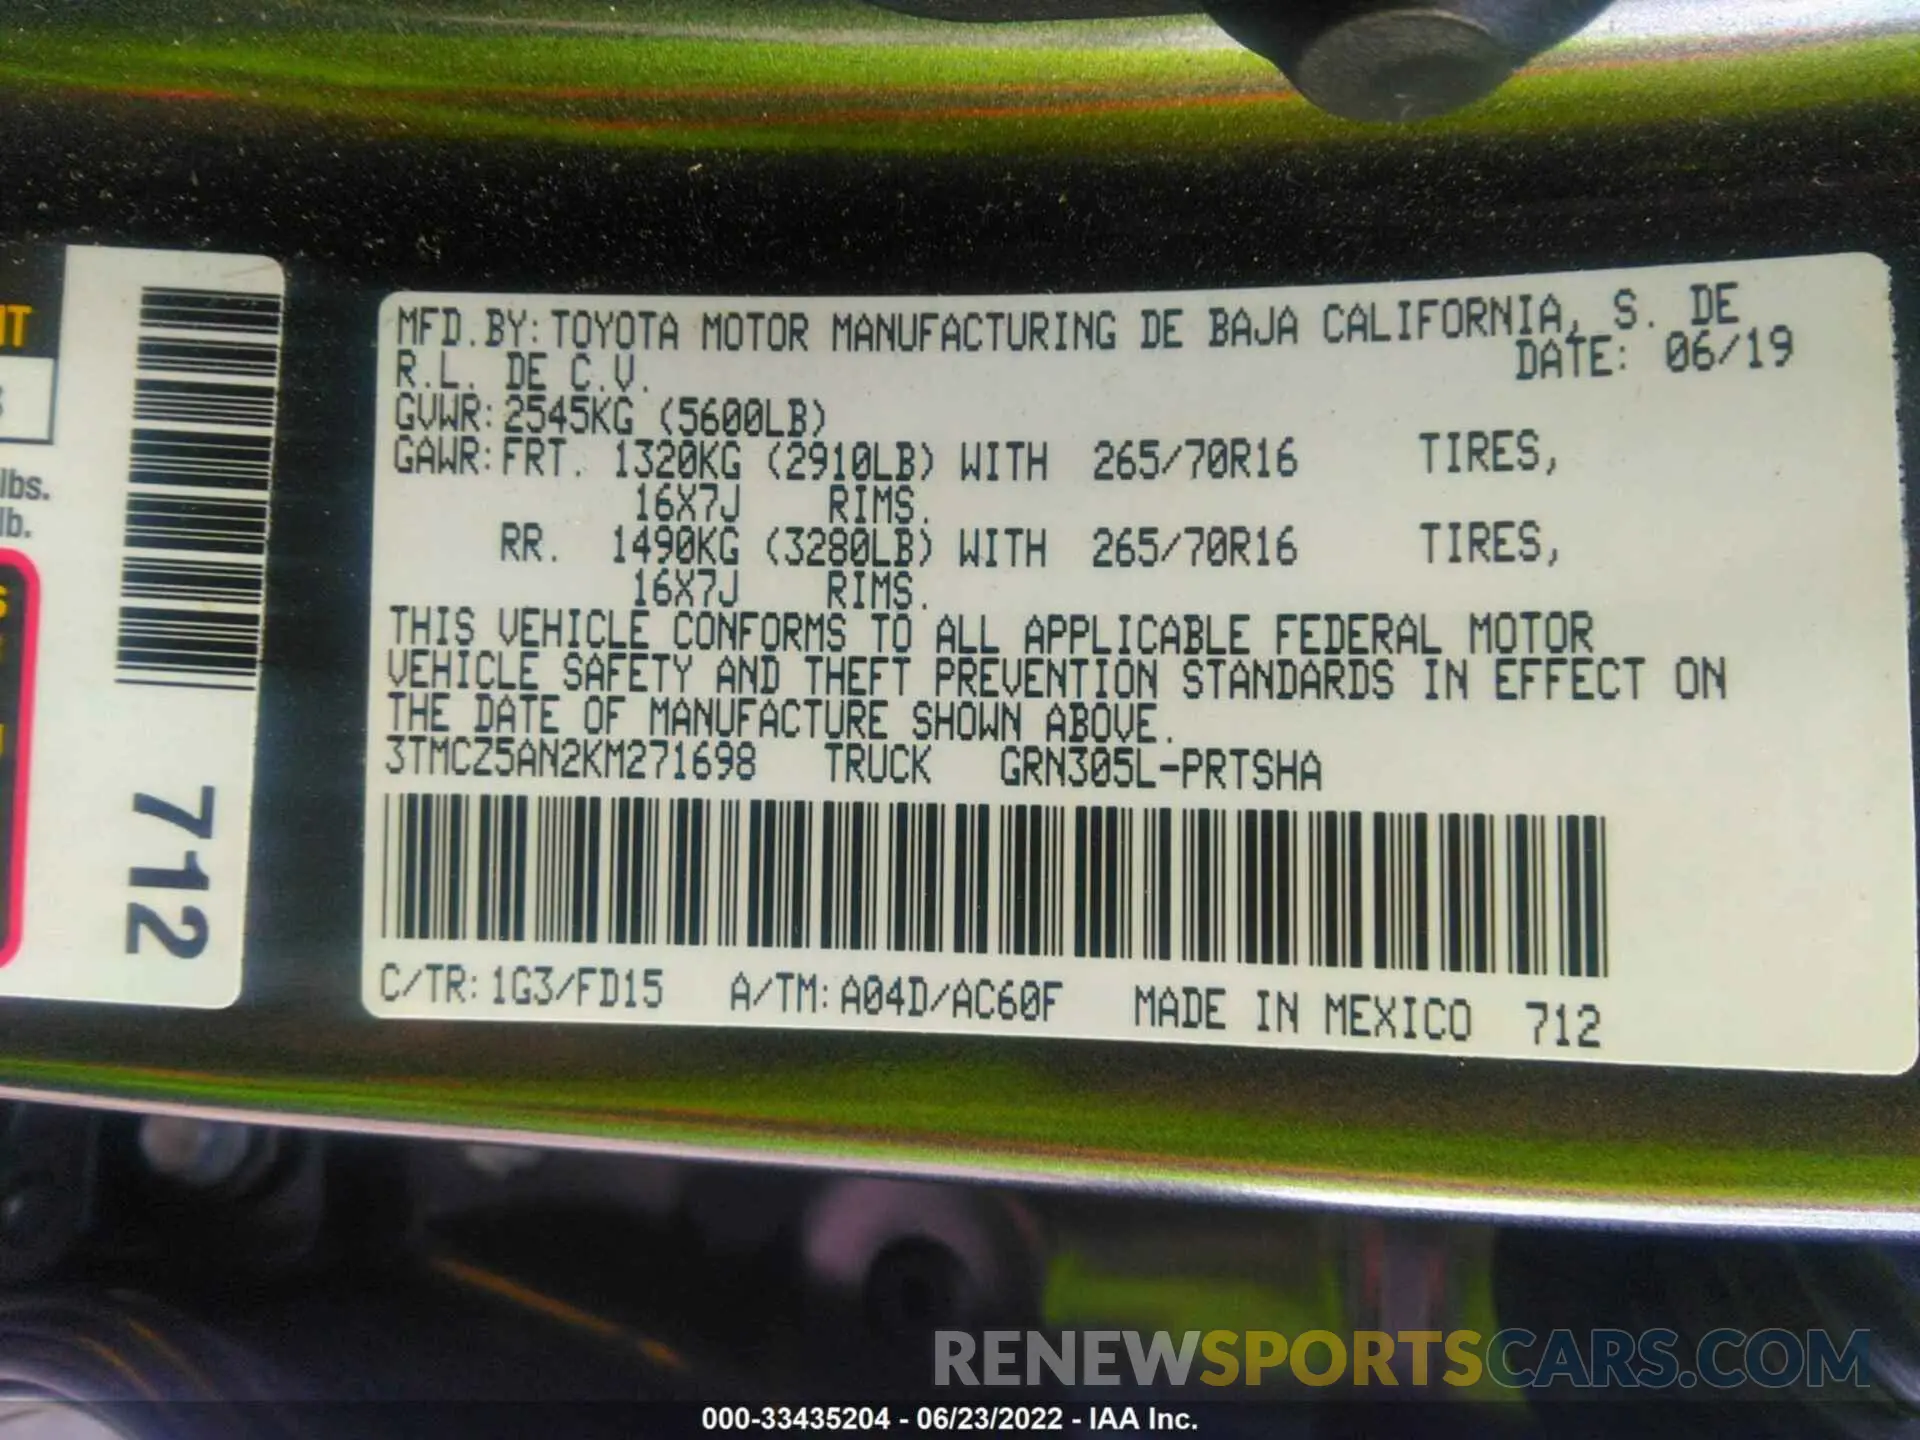 MFD.BY:TOYOTA MOTOR MANUFACTURING DE BAJA CALIFORNIA, S. DE
R.L. DE C.V.
DATE: 06/19
GVWR:2545KG (5600LB)
GAWR:FRT. 1320KG (2910LB) WITH 265/70R16 TIRES,
16X7J RIMS.
RR. 1490KG (3280LB) WITH 265/70R16 TIRES,
16X7J RIMS.
THIS VEHICLE CONFORMS TO ALL APPLICABLE FEDERAL MOTOR
VEHICLE SAFETY AND THEFT PREVENTION STANDARDS IN EFFECT ON
THE DATE OF MANUFACTURE SHOWN ABOVE.
3TMCZ5AN2KM271698 TRUCK GRN305L-PRTSHA
C/TR:1G3/FD15 A/TM:A04D/AC60F MADE IN MEXICO 712
lbs.
lb.
712
RENEWSPORTSCARS.COM
000-33435204 - 06/23/2022 - IAA Inc.